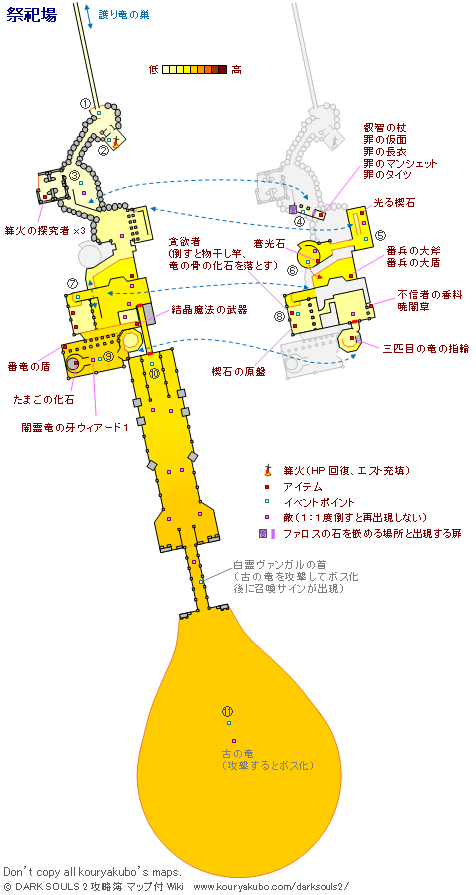 祭祀場
護り竜の巣
低
高
①
②
③
篝火の探究者 ×3
叡智の杖
罪の仮面
罪の長衣
罪のマンシェット
罪のタイツ
④
光る楔石
⑤
貪欲者
(倒すと物干し竿、
竜の骨の化石を落とす)
蒼光石
⑥
番兵の大斧
番兵の大盾
⑦
結晶魔法の武器
⑧
不信者の香料
暁闇草
番竜の盾
⑨
⑩
楔石の原盤
三匹目の竜の指輪
たまごの化石
闇霊竜の牙ウィアード1
篝火(HP回復、エスト充填)
アイテム
イベントポイント
敵(1:1度倒すと再出現しない)
ファロスの石を嵌める場所と出現する扉
白霊ヴァンガルの首
(古の竜を攻撃してボス化
後に召喚サインが出現)
⑪
古の竜
(攻撃するとボス化)
Don't copy all kouryakubo's maps.
© DARK SOULS 2 攻略簿 マップ付 Wiki www.kouryakubo.com/darksouls2/